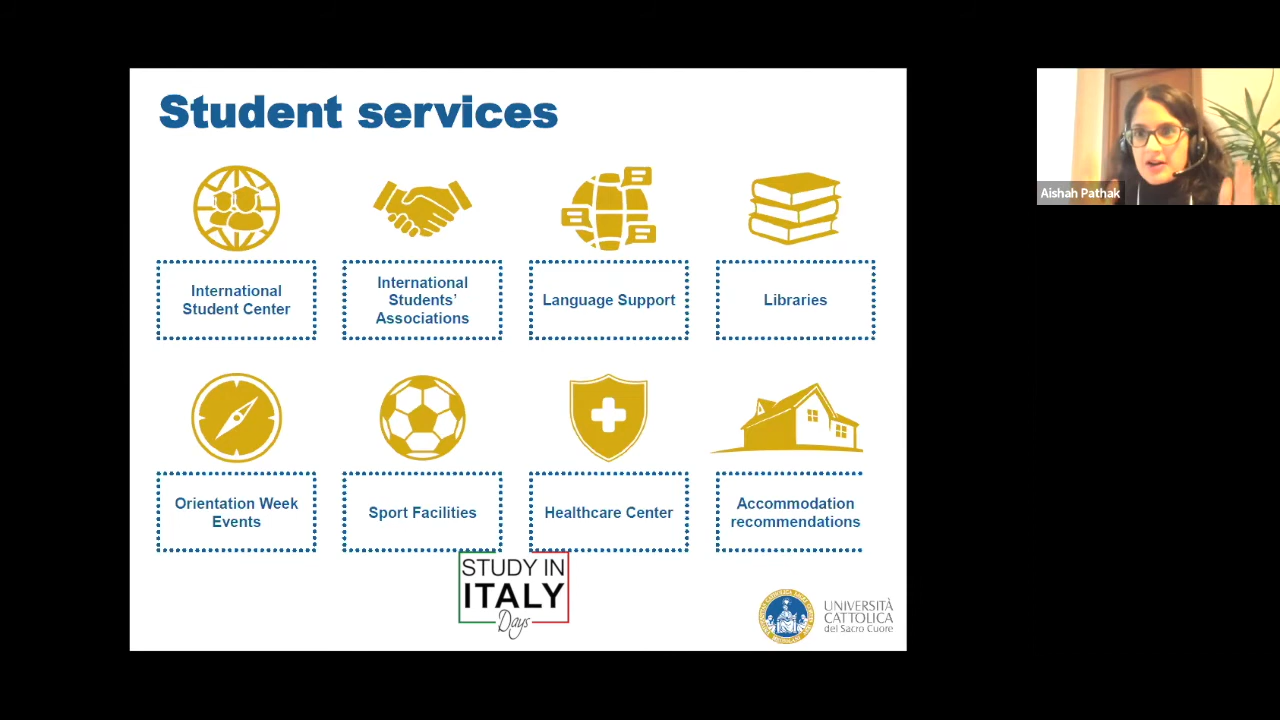 Student services
Aishah Pathak
International
Student Center
International
Students’
Associations
Language Support
Libraries
Orientation Week
Events
Sport Facilities
Healthcare Center
Accommodation
recommendations
STUDY IN
ITALY
Days
UNIVERSITÀ
CATTOLICA
del Sacro Cuore